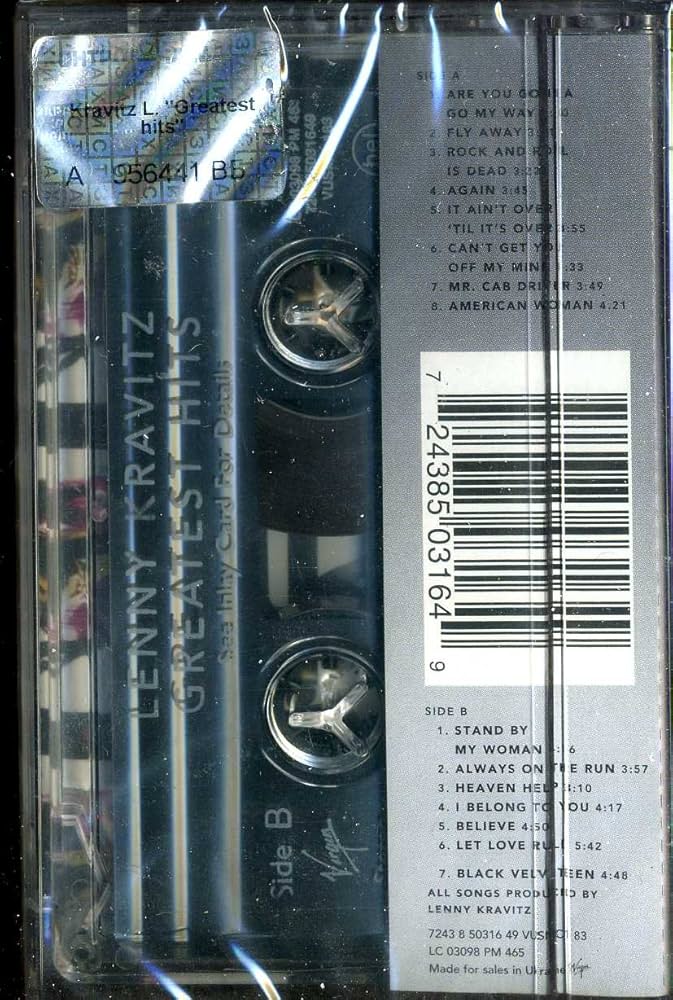 Kravitz L. "Greatest
hits"
A 956441 BB
LENNY KRAVITZ
GREATEST HITS
See Inlay Card For Details
Side B
Virgin
SIDE A
1. ARE YOU GONNA
GO MY WAY
2. FLY AWAY
3. ROCK AND ROLL
IS DEAD
4. AGAIN 3:45
5. IT AIN'T OVER
'TIL IT'S OVER
6. CAN'T GET YOU
OFF MY MIND
7. MR. CAB DRIVER 3:49
8. AMERICAN WOMAN 4.21
7 24385 03164 9
SIDE B
1. STAND BY
MY WOMAN
2. ALWAYS ON THE RUN 3:57
3. HEAVEN HELP
4. I BELONG TO YOU 4:17
5. BELIEVE 4:50
6. LET LOVE RULE 5:42
7. BLACK VELVETEEN 4:48
ALL SONGS PRODUCED BY
LENNY KRAVITZ
7243 8 50316 49 83
LC 03098 PM 465
Made for sales in Ukraine Virgin